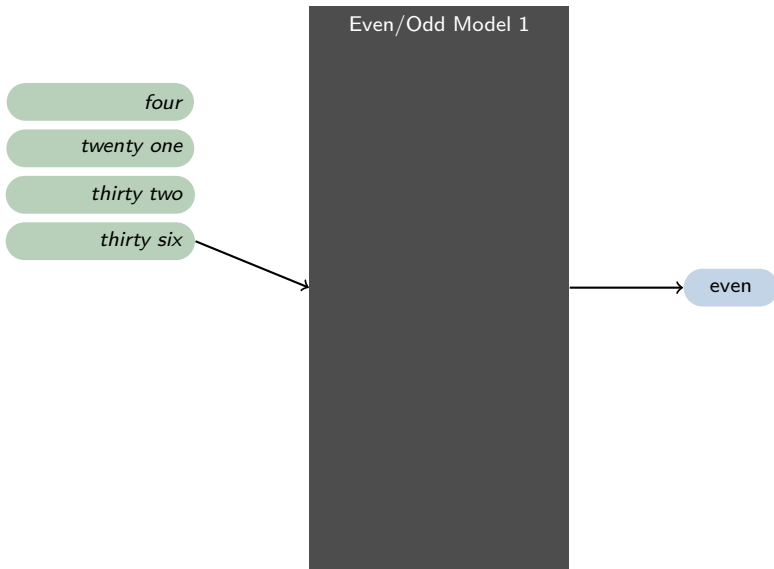 Even/Odd Model 1
four
twenty one
thirty two
thirty six
even